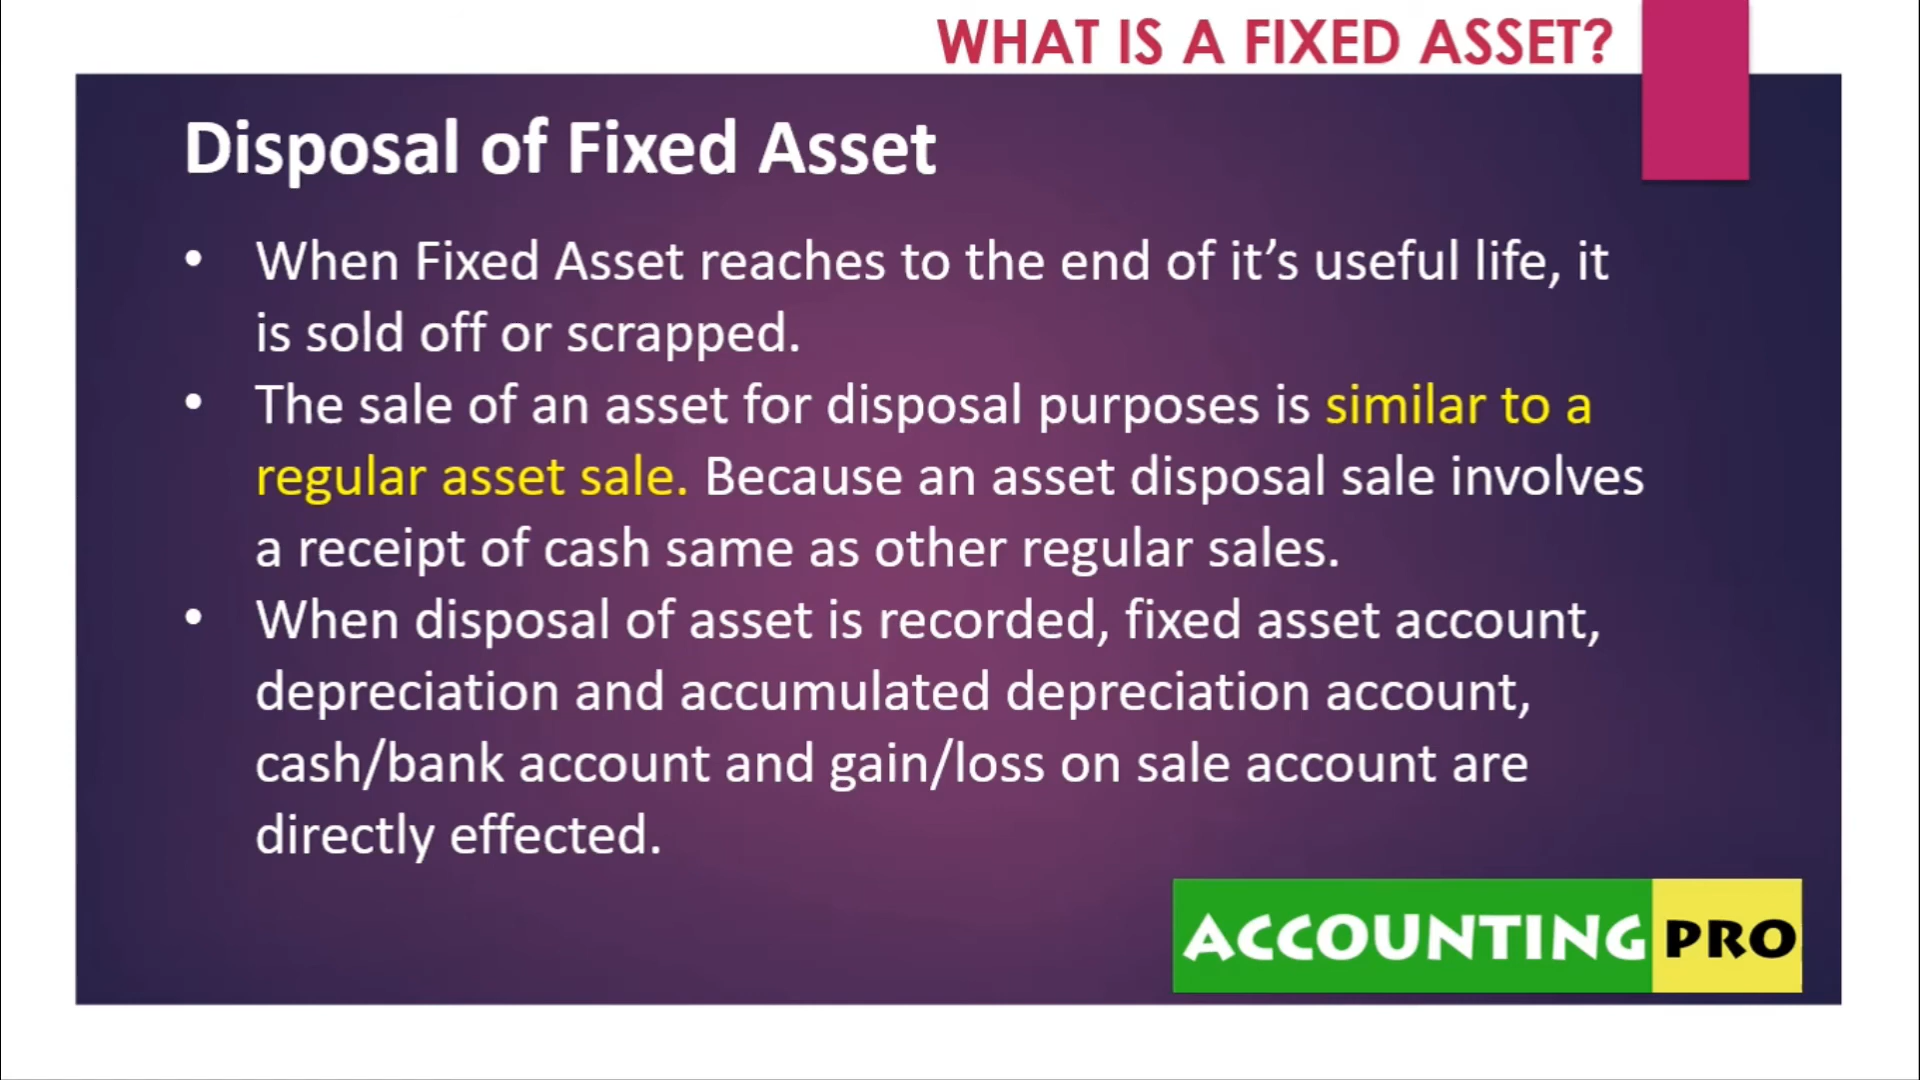 WHAT IS A FIXED ASSET?
Disposal of Fixed Asset
• When Fixed Asset reaches to the end of it’s useful life, it
is sold off or scrapped.
• The sale of an asset for disposal purposes is similar to a
regular asset sale. Because an asset disposal sale involves
a receipt of cash same as other regular sales.
• When disposal of asset is recorded, fixed asset account,
depreciation and accumulated depreciation account,
cash/bank account and gain/loss on sale account are
directly effected.
ACCOUNTING PRO